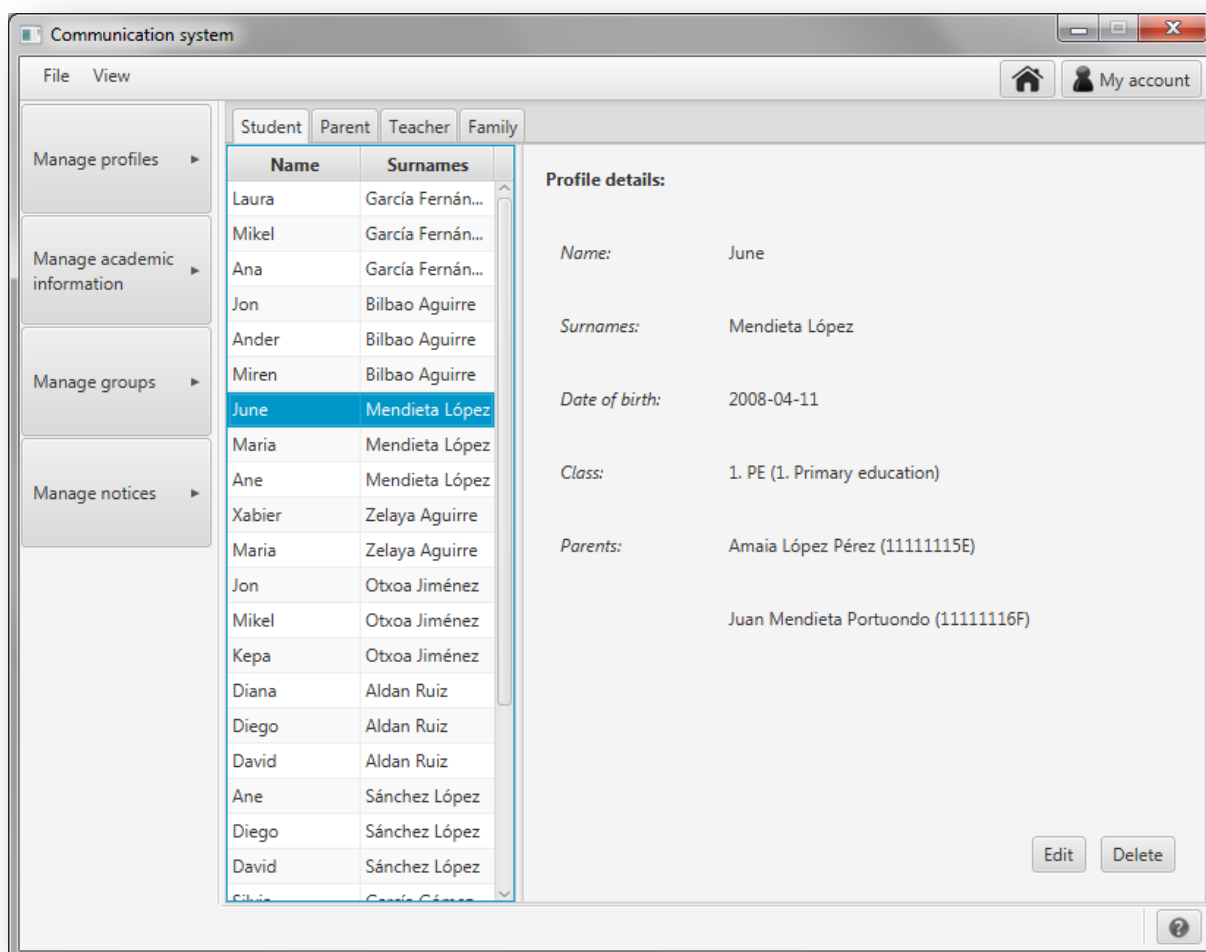 Communication system
File View
My account
Manage profiles
Manage academic
information
Manage groups
Manage notices
Student Parent Teacher Family
Name Surnames
Laura García Fernán...
Mikel García Fernán...
Ana García Fernán...
Jon Bilbao Aguirre
Ander Bilbao Aguirre
Miren Bilbao Aguirre
June Mendieta López
Maria Mendieta López
Ane Mendieta López
Xabier Zelaya Aguirre
Maria Zelaya Aguirre
Jon Otxoa Jiménez
Mikel Otxoa Jiménez
Kepa Otxoa Jiménez
Diana Aldan Ruiz
Diego Aldan Ruiz
David Aldan Ruiz
Ane Sánchez López
Diego Sánchez López
David Sánchez López
Profile details:
Name: June
Surnames: Mendieta López
Date of birth: 2008-04-11
Class: 1. PE (1. Primary education)
Parents: Amaia López Pérez (11111115E)
Juan Mendieta Portuondo (11111116F)
Edit Delete